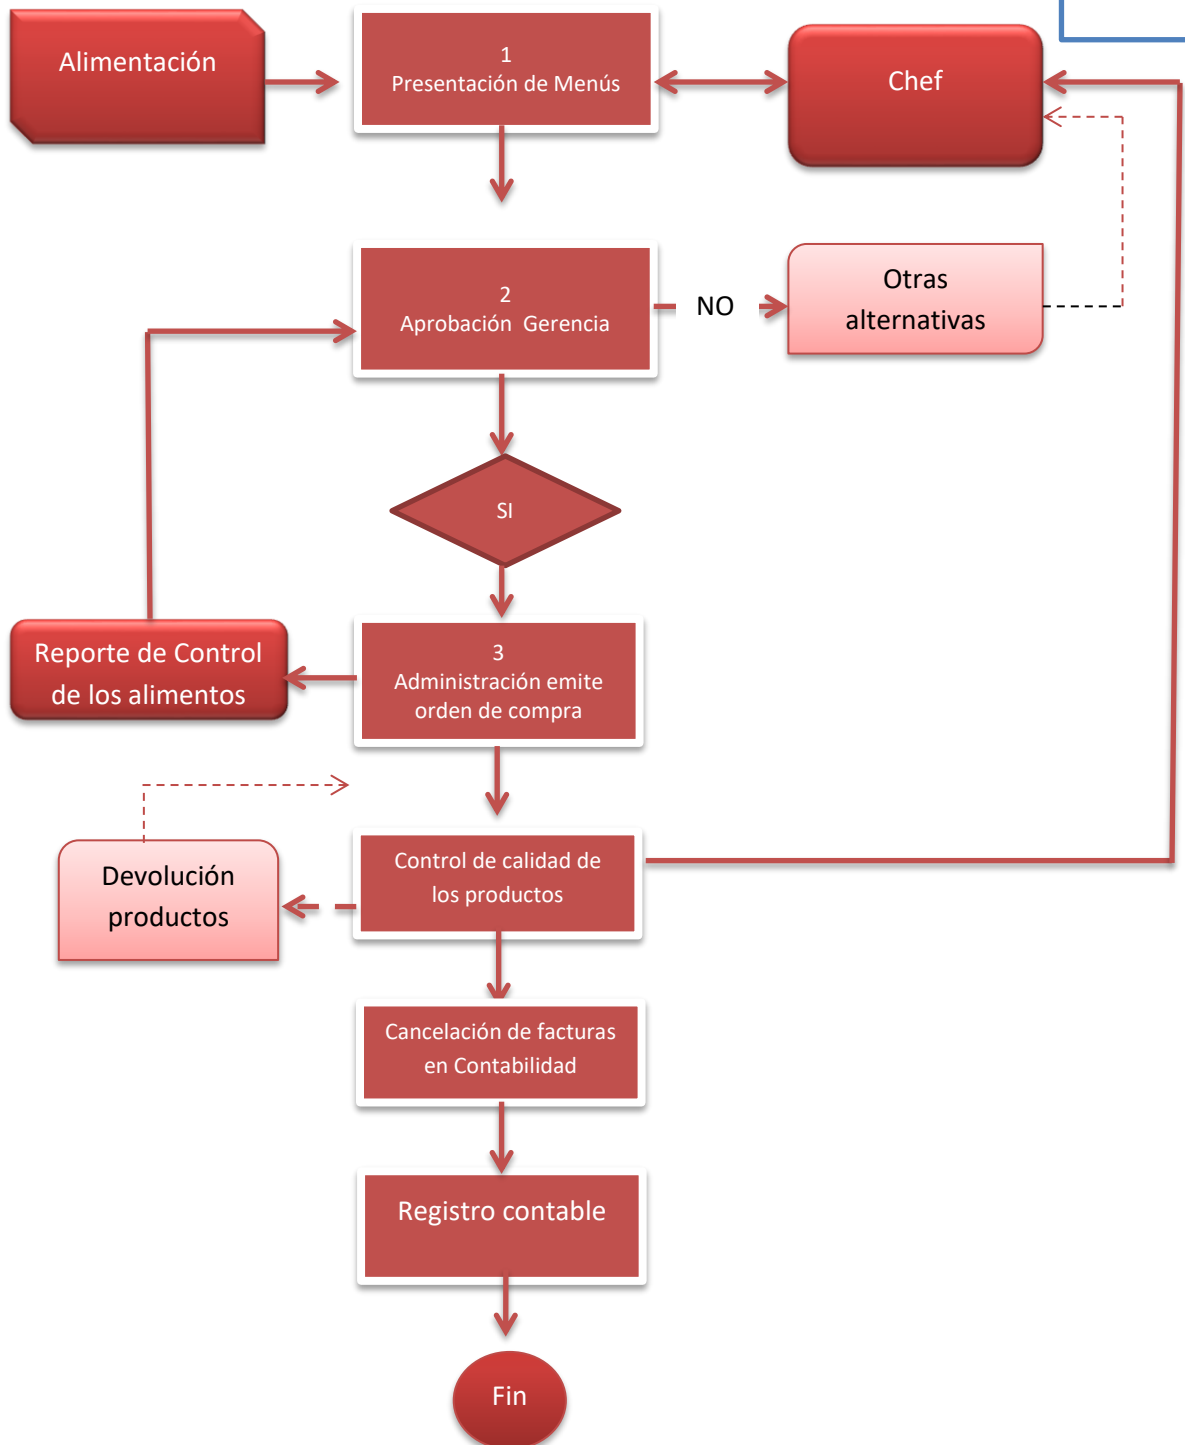 Alimentación
1
Presentación de Menús
Chef
2
Aprobación  Gerencia
NO
Otras
alternativas
SI
Reporte de Control
de los alimentos
3
Administración emite
orden de compra
Devolución
productos
Control de calidad de
los productos
Cancelación de facturas
en Contabilidad
Registro contable
Fin